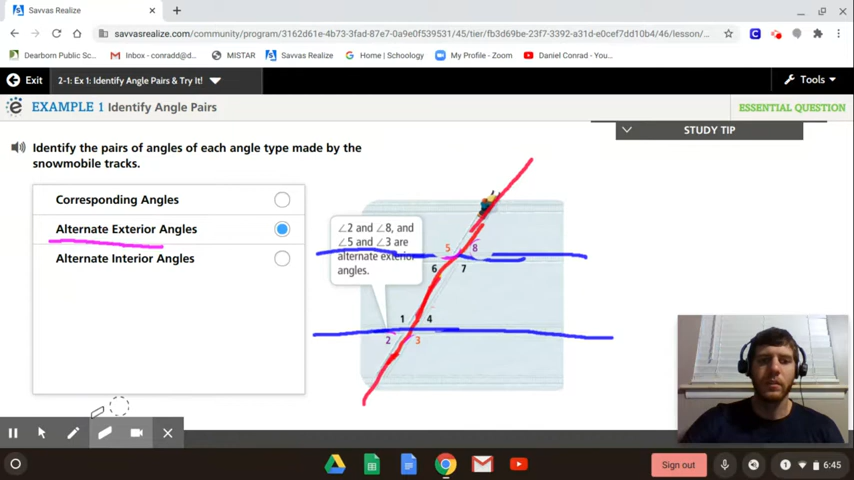 Savvas Realize
savvasrealize.com/community/program/3162d61e-4b73-3fad-87e7-0a9e0f539531/45/tier/fb3d69be-23f7-3392-a31d-e0cef7dd10b4/46/lesson/...
Dearborn Public Sc...
Inbox - conradd@d...
MISTAR
Savvas Realize
Home | Schoology
My Profile - Zoom
Daniel Conrad - You...
Exit
2-1: Ex 1: Identify Angle Pairs & Try It!
Tools
EXAMPLE 1 Identify Angle Pairs
ESSENTIAL QUESTION
STUDY TIP
Identify the pairs of angles of each angle type made by the
snowmobile tracks.
Corresponding Angles
Alternate Exterior Angles
Alternate Interior Angles
∠2 and ∠8, and
∠5 and ∠3 are
alternate exterior
angles.
5 8
6 7
1 4
2 3
Sign out
1
6:45